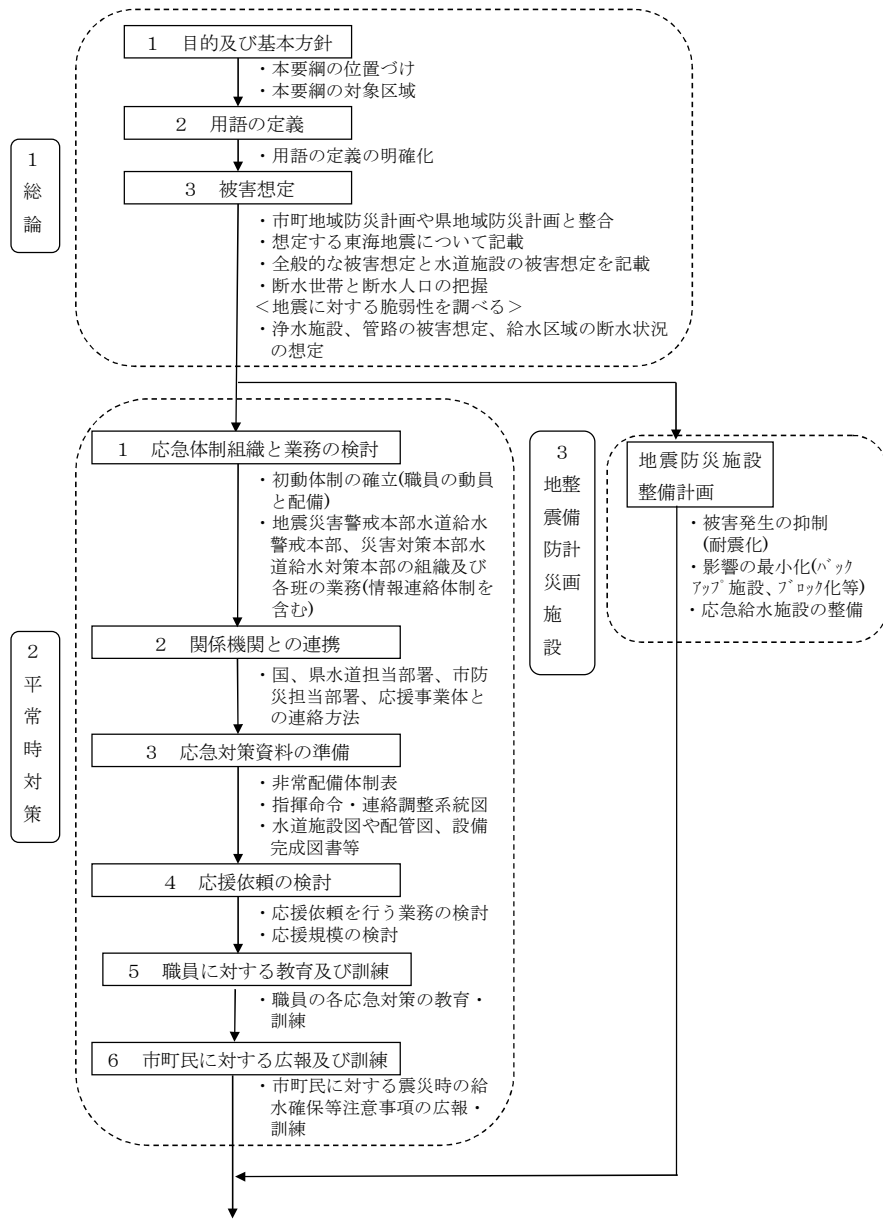 1　目的及び基本方針
・本要綱の位置づけ
・本要綱の対象区域
2　用語の定義
・用語の定義の明確化
3　被害想定
・市町地域防災計画や県地域防災計画と整合
・想定する東海地震について記載
・全般的な被害想定と水道施設の被害想定を記載
・断水世帯と断水人口の把握
＜地震に対する脆弱性を調べる＞
・浄水施設、管路の被害想定、給水区域の断水状況
の想定
1
総
論
1　応急体制組織と業務の検討
・初動体制の確立(職員の動員
と配備)
・地震災害警戒本部水道給水
警戒本部、災害対策本部水
道給水対策本部の組織及び
各班の業務(情報連絡体制を
含む)
2　関係機関との連携
・国、県水道担当部署、市防
災担当部署、応援事業体と
の連絡方法
3　応急対策資料の準備
・非常配備体制表
・指揮命令・連絡調整系統図
・水道施設図や配管図、設備
完成図書等
4　応援依頼の検討
・応援依頼を行う業務の検討
・応援規模の検討
5　職員に対する教育及び訓練
・職員の各応急対策の教育・
訓練
6　市町民に対する広報及び訓練
・市町民に対する震災時の給
水確保等注意事項の広報・
訓練
2
平
常
時
対
策
3
地整
震備
防計
災画
施
設
地震防災施設
整備計画
・被害発生の抑制
(耐震化)
・影響の最小化(ﾊﾞｯｸ
ｱｯﾌﾟ施設、ﾌﾞﾛｯｸ化等)
・応急給水施設の整備